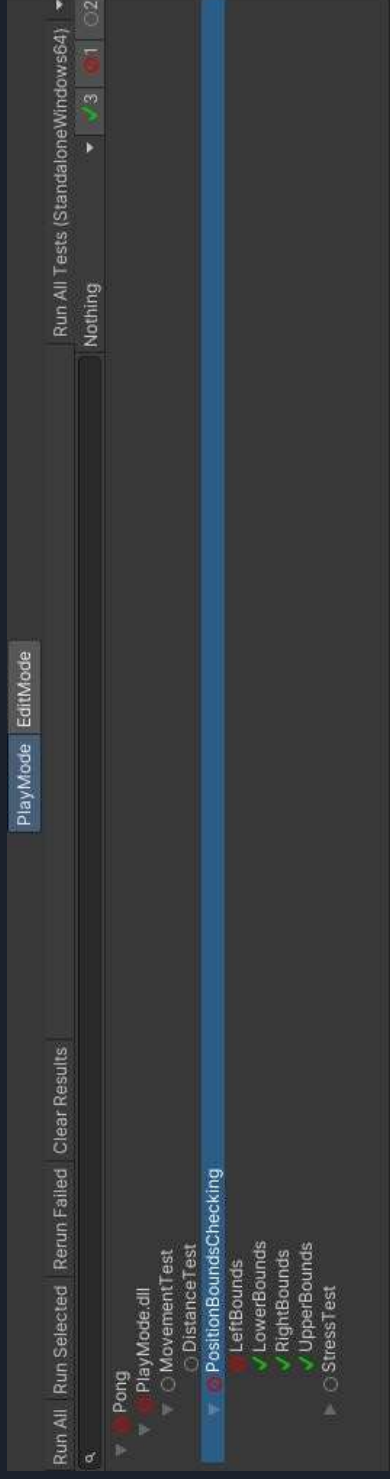 PlayMode EditMode
Run All Run Selected Rerun Failed Clear Results Run All Tests (StandaloneWindows64)
Nothing 3 1 2
Pong
PlayMode.dll
MovementTest
DistanceTest
PositionBoundsChecking
LeftBounds
LowerBounds
RightBounds
UpperBounds
StressTest